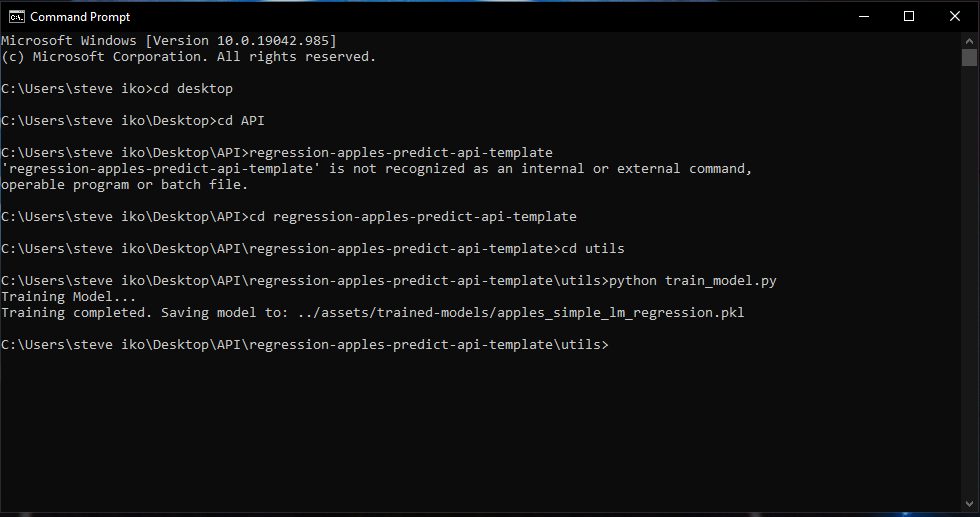 Command Prompt
Microsoft Windows [Version 10.0.19042.985]
(c) Microsoft Corporation. All rights reserved.
C:\Users\steve iko>cd desktop
C:\Users\steve iko\Desktop>cd API
C:\Users\steve iko\Desktop\API>regression-apples-predict-api-template
'regression-apples-predict-api-template' is not recognized as an internal or external command,
operable program or batch file.
C:\Users\steve iko\Desktop\API>cd regression-apples-predict-api-template
C:\Users\steve iko\Desktop\API\regression-apples-predict-api-template>cd utils
C:\Users\steve iko\Desktop\API\regression-apples-predict-api-template\utils>python train_model.py
Training Model...
Training completed. Saving model to: ../assets/trained-models/apples_simple_lm_regression.pkl
C:\Users\steve iko\Desktop\API\regression-apples-predict-api-template\utils>